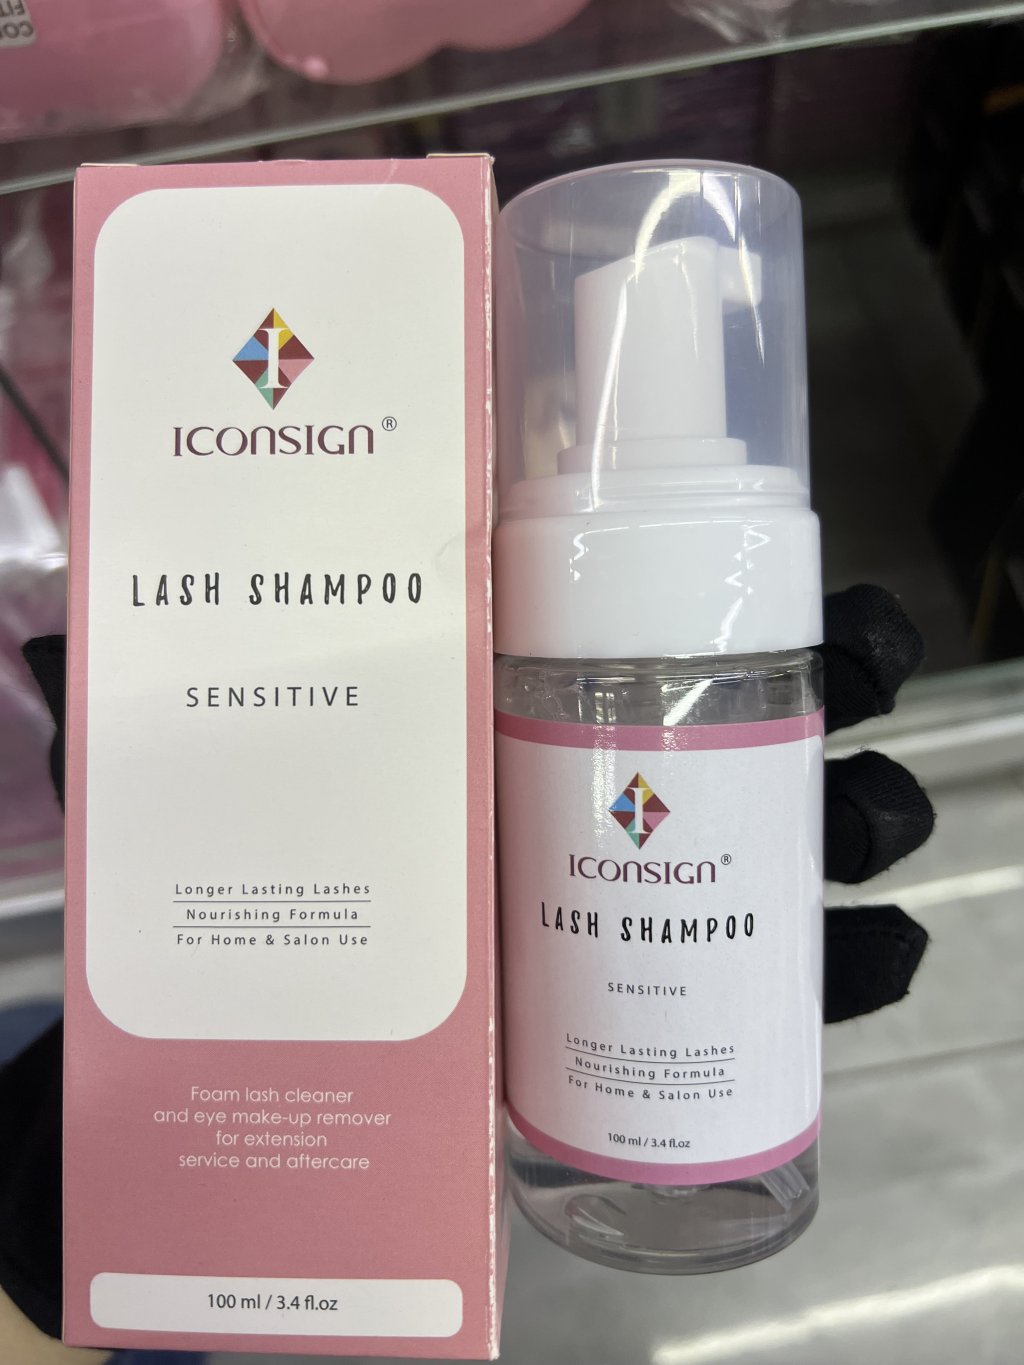 ICONSIGN®
LASH SHAMPOO
SENSITIVE
Longer Lasting Lashes
Nourishing Formula
For Home & Salon Use
Foam lash cleaner
and eye make-up remover
for extension
service and aftercare
100 ml / 3.4 fl.oz
ICONSIGN®
LASH SHAMPOO
SENSITIVE
Longer Lasting Lashes
Nourishing Formula
For Home & Salon Use
100 ml / 3.4 fl.oz